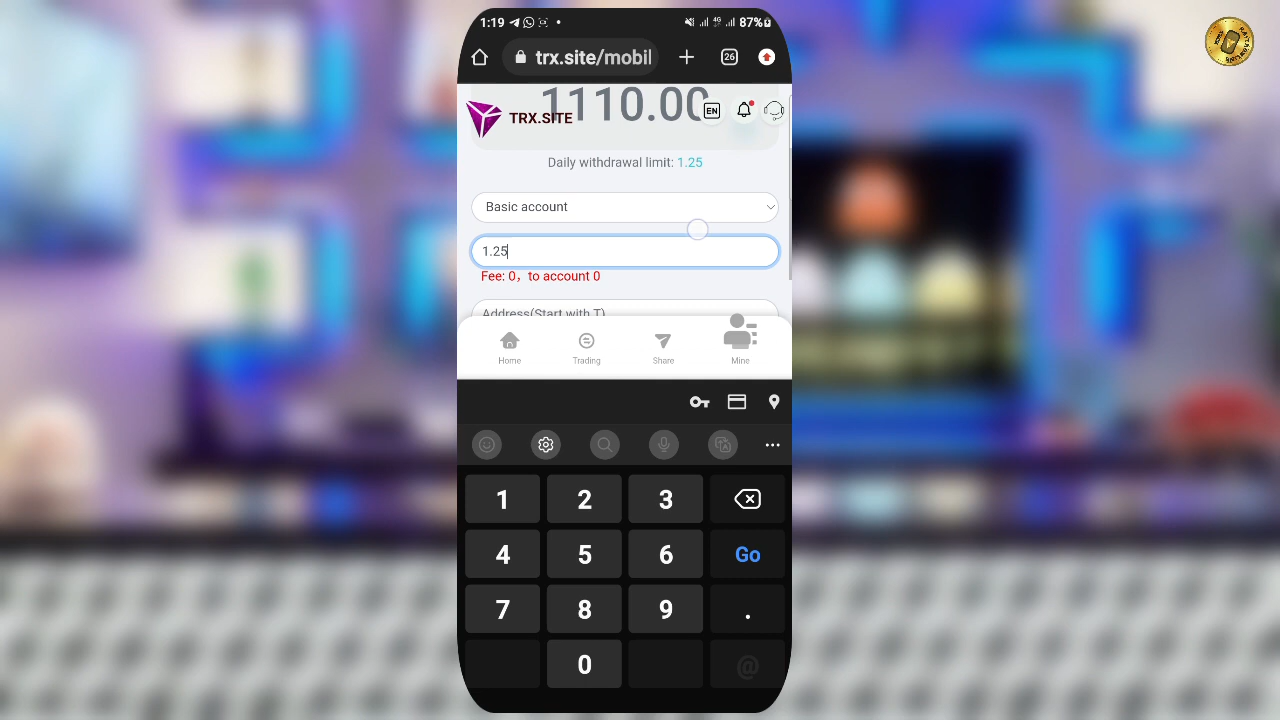 1:19
4G
87%
trx.site/mobil
26
TRX.SITE
1110.00
EN
Daily withdrawal limit: 1.25
Basic account
1.25
Fee: 0，to account 0
Address(Start with T)
Home
Trading
Share
Mine
1
2
3
4
5
6
Go
7
8
9
.
0
@